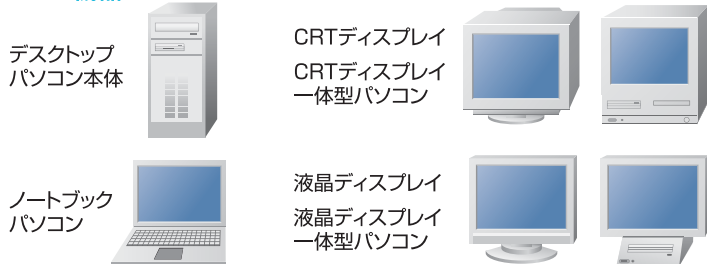 デスクトップ
パソコン本体
CRTディスプレイ
CRTディスプレイ
一体型パソコン
ノートブック
パソコン
液晶ディスプレイ
液晶ディスプレイ
一体型パソコン